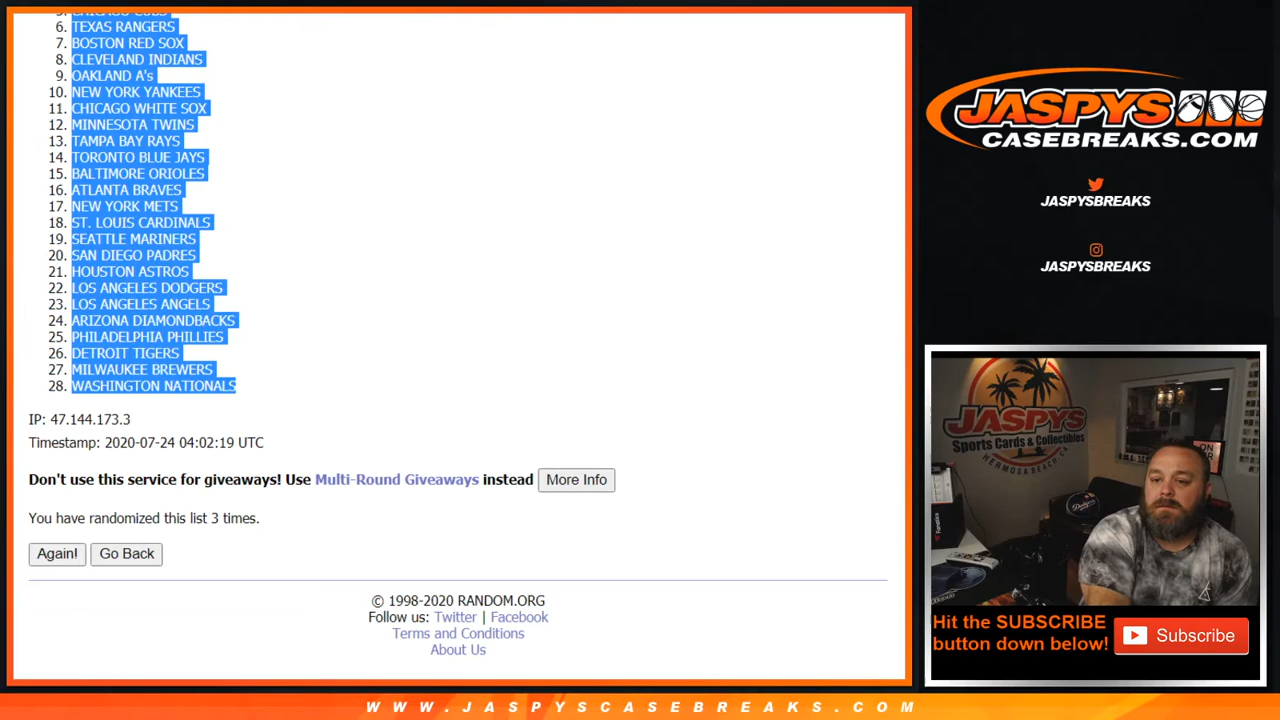 5. CHICAGO CUBS
6. TEXAS RANGERS
7. BOSTON RED SOX
8. CLEVELAND INDIANS
9. OAKLAND A's
10. NEW YORK YANKEES
11. CHICAGO WHITE SOX
12. MINNESOTA TWINS
13. TAMPA BAY RAYS
14. TORONTO BLUE JAYS
15. BALTIMORE ORIOLES
16. ATLANTA BRAVES
17. NEW YORK METS
18. ST. LOUIS CARDINALS
19. SEATTLE MARINERS
20. SAN DIEGO PADRES
21. HOUSTON ASTROS
22. LOS ANGELES DODGERS
23. LOS ANGELES ANGELS
24. ARIZONA DIAMONDBACKS
25. PHILADELPHIA PHILLIES
26. DETROIT TIGERS
27. MILWAUKEE BREWERS
28. WASHINGTON NATIONALS
IP: 47.144.173.3
Timestamp: 2020-07-24 04:02:19 UTC
Don't use this service for giveaways! Use Multi-Round Giveaways instead More Info
You have randomized this list 3 times.
Again! Go Back
© 1998-2020 RANDOM.ORG
Follow us: Twitter | Facebook
Terms and Conditions
About Us
JASPYS
CASEBREAKS.COM
JASPYSBREAKS
JASPYSBREAKS
JASPYS
Sports Cards & Collectibles
HERMOSA BEACH, CA
ON
Dodgers
Fanatics
Hit the SUBSCRIBE
button down below!
Subscribe
WWW.JASPYSCASEBREAKS.COM